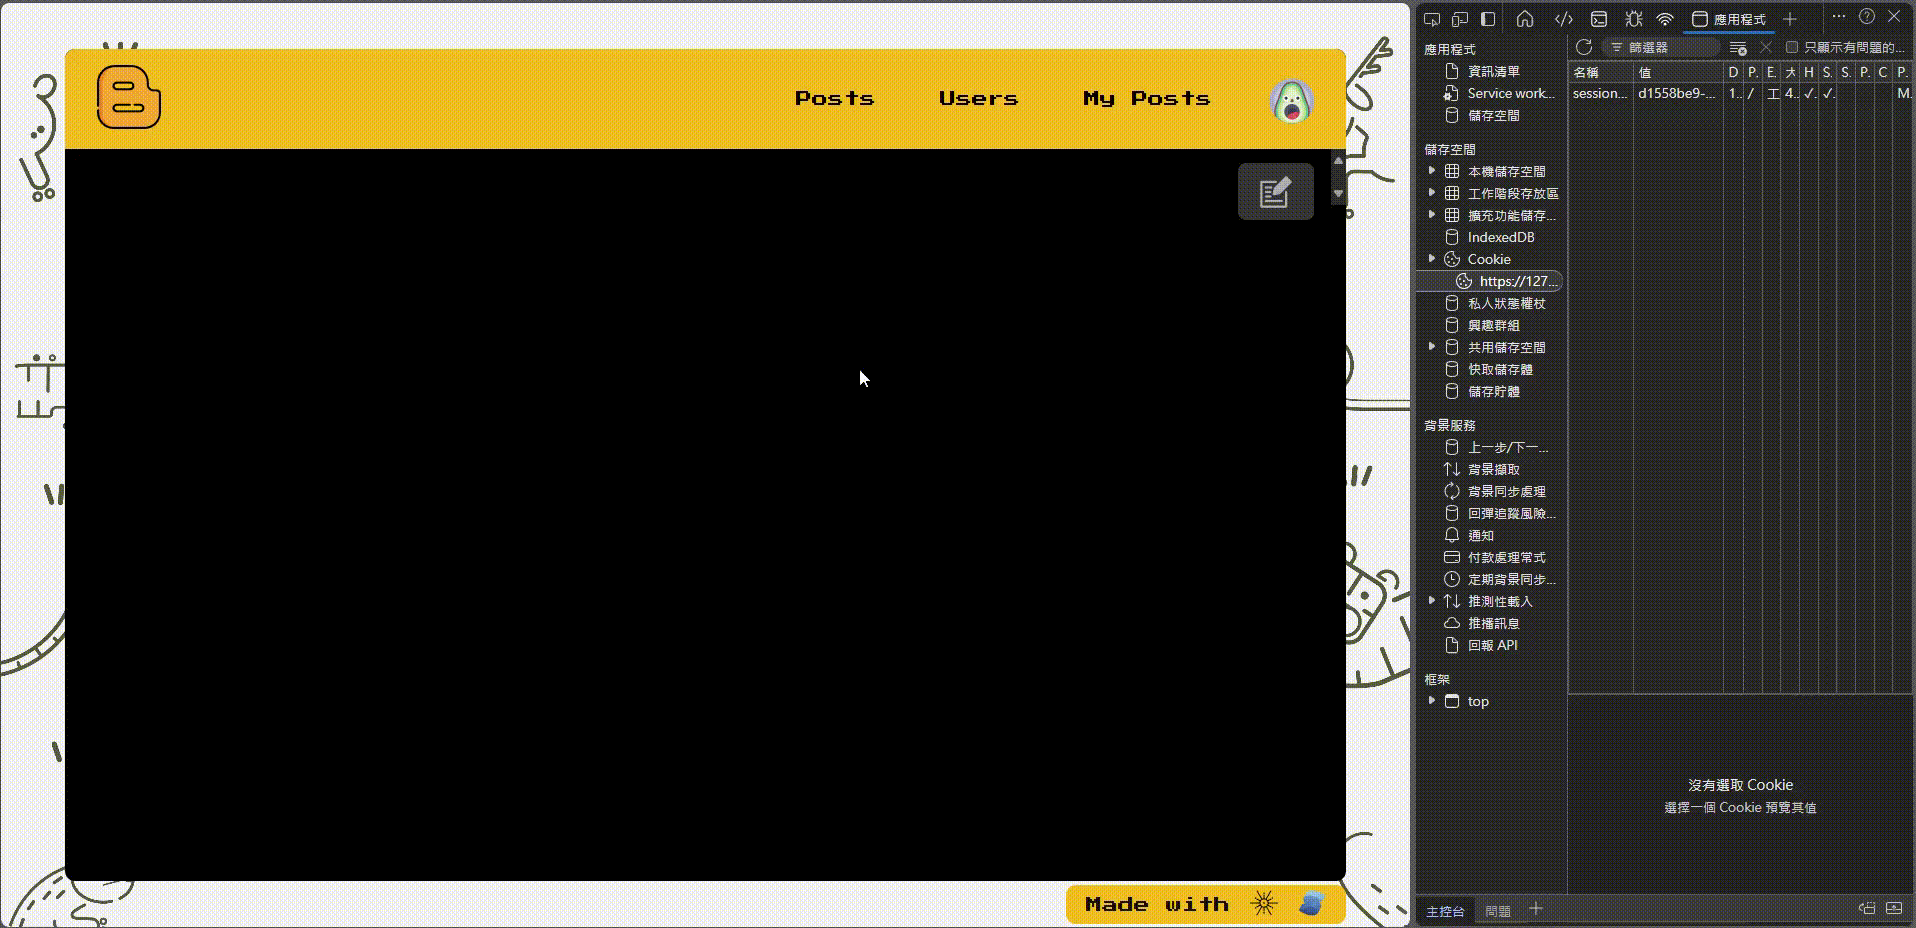 Posts Users My Posts
Made with
應用程式
應用程式
資訊清單
Service work...
儲存空間
儲存空間
本機儲存空間
工作階段存放區
擴充功能儲存...
IndexedDB
Cookie
https://127...
私人狀態權杖
興趣群組
共用儲存空間
快取儲存體
儲存貯體
背景服務
上一步/下一...
背景擷取
背景同步處理
回彈追蹤風險...
通知
付款處理常式
定期背景同步...
推測性載入
推播訊息
回報 API
框架
top
篩選器 只顯示有問題的...
名稱 值 D P. E. 大 H S. S. P. C P.
session... d1558be9-... 1.. / 工 4.. ✓. ✓. M.
沒有選取 Cookie
選擇一個 Cookie 預覽其值
主控台 問題